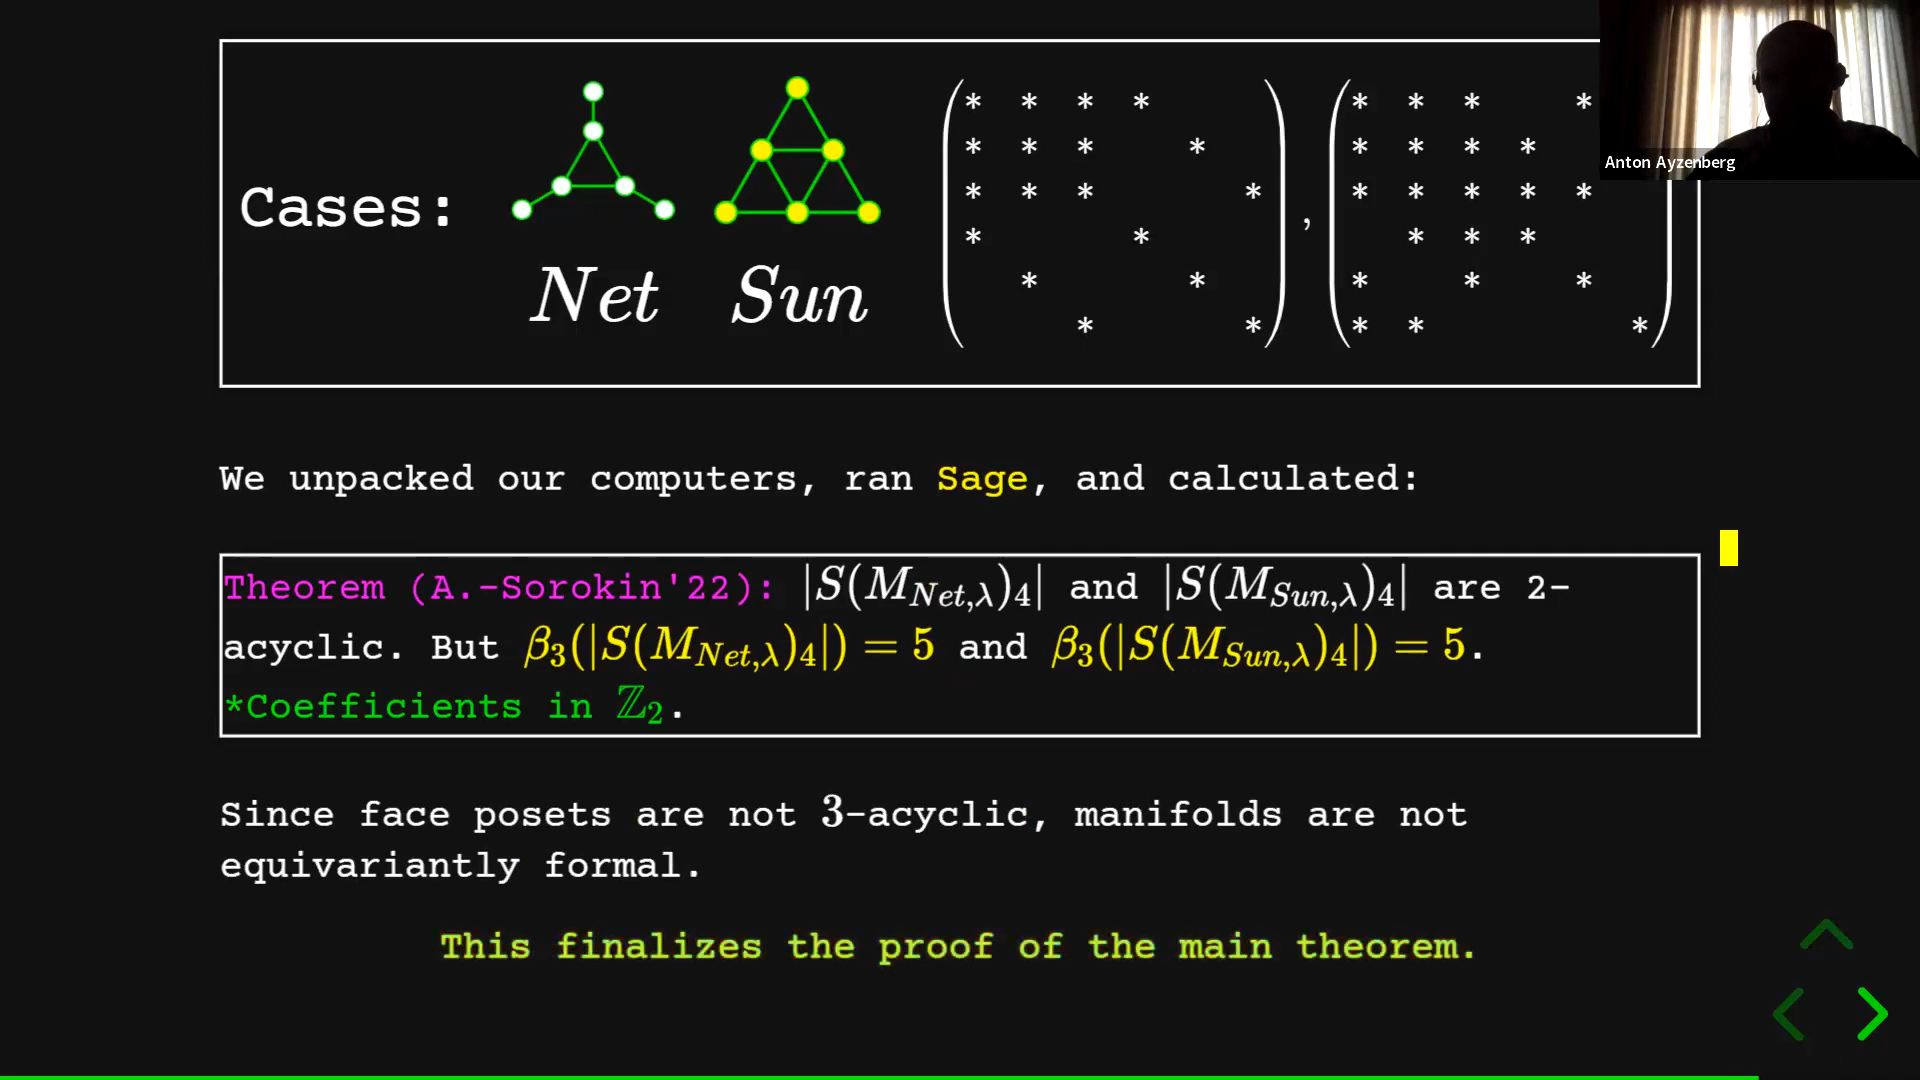 Cases:
Net Sun
( * * * *
* * * *
* * * *
* *
* *
* * ) , ( * * * *
* * * *
* * * * *
* * *
* * *
* * * )
Anton Ayzenberg
We unpacked our computers, ran Sage, and calculated:
Theorem (A.-Sorokin'22): |S(M_{Net,λ})_4| and |S(M_{Sun,λ})_4| are 2-
acyclic. But β_3(|S(M_{Net,λ})_4|) = 5 and β_3(|S(M_{Sun,λ})_4|) = 5.
*Coefficients in ℤ_2.
Since face posets are not 3-acyclic, manifolds are not
equivariantly formal.
This finalizes the proof of the main theorem.